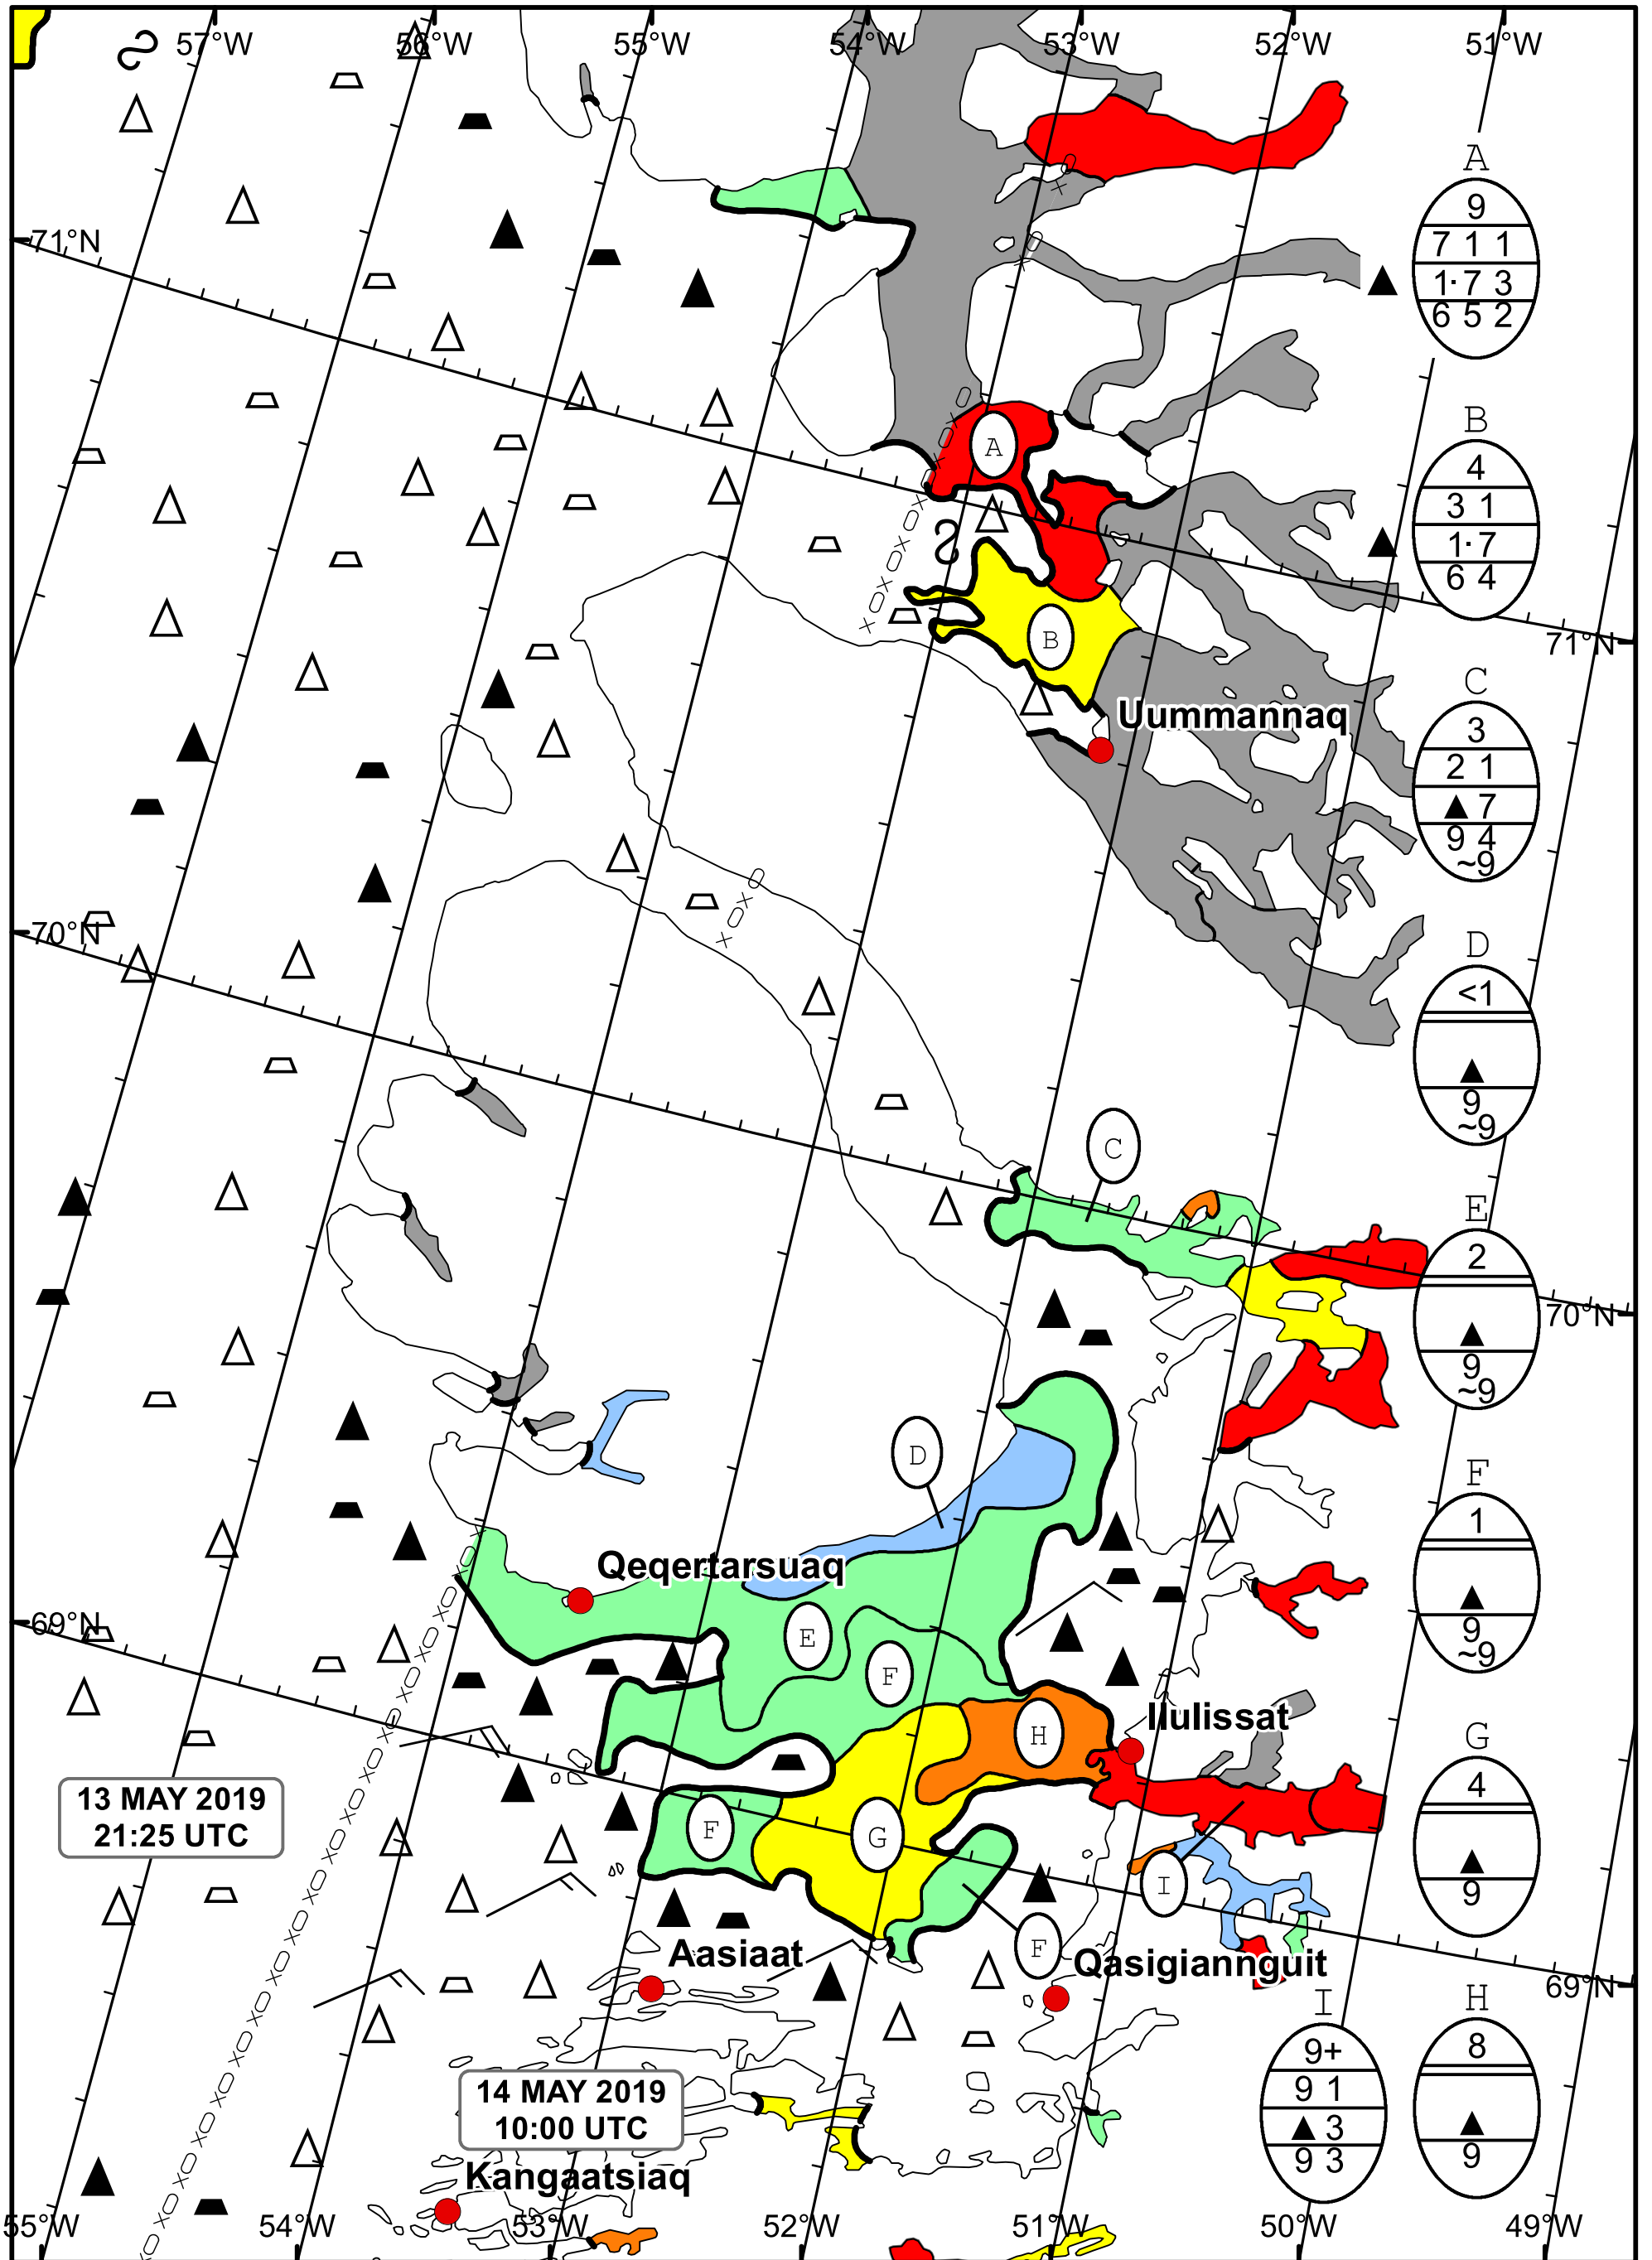 57°W 56°W 55°W 54°W 53°W 52°W 51°W
A
9
7 1 1
1· 7 3
6 5 2
71°N
A
B
4
3 1
1· 7
6 4
B
71°N
Uummannaq
C
3
2 1
7
9 4
~9
70°N
D
<1
9
~9
C
E
2
9
~9
70°N
D
F
1
9
~9
Qeqertarsuaq
69°N
E
F
H
Ilulissat
G
4
9
13 MAY 2019
21:25 UTC
F
G
I
F
Aasiaat
Qasigiannguit
69°N
I
9+
9 1
3
9 3
H
8
9
14 MAY 2019
10:00 UTC
Kangaatsiaq
55°W 54°W 53°W 52°W 51°W 50°W 49°W